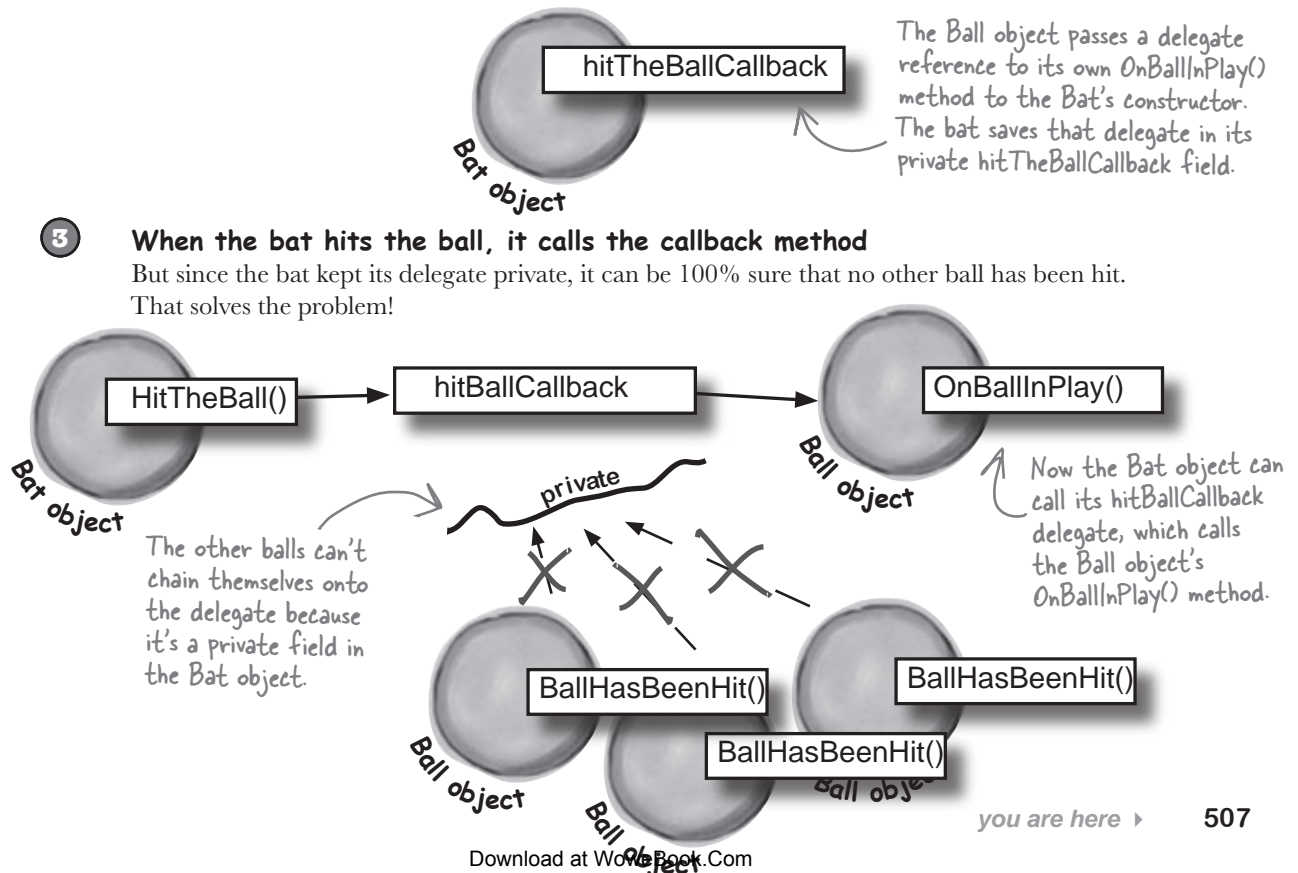 hitTheBallCallback
Bat object
The Ball object passes a delegate
reference to its own OnBallInPlay()
method to the Bat's constructor.
The bat saves that delegate in its
private hitTheBallCallback field.
3
When the bat hits the ball, it calls the callback method
But since the bat kept its delegate private, it can be 100% sure that no other ball has been hit.
That solves the problem!
HitTheBall()
Bat object
hitBallCallback
OnBallInPlay()
Ball object
private
Now the Bat object can
call its hitBallCallback
delegate, which calls
the Ball object's
OnBallInPlay() method.
The other balls can't
chain themselves onto
the delegate because
it's a private field in
the Bat object.
BallHasBeenHit()
Ball object
BallHasBeenHit()
Ball object
BallHasBeenHit()
Ball object
you are here
507
Download at WoweBook.Com